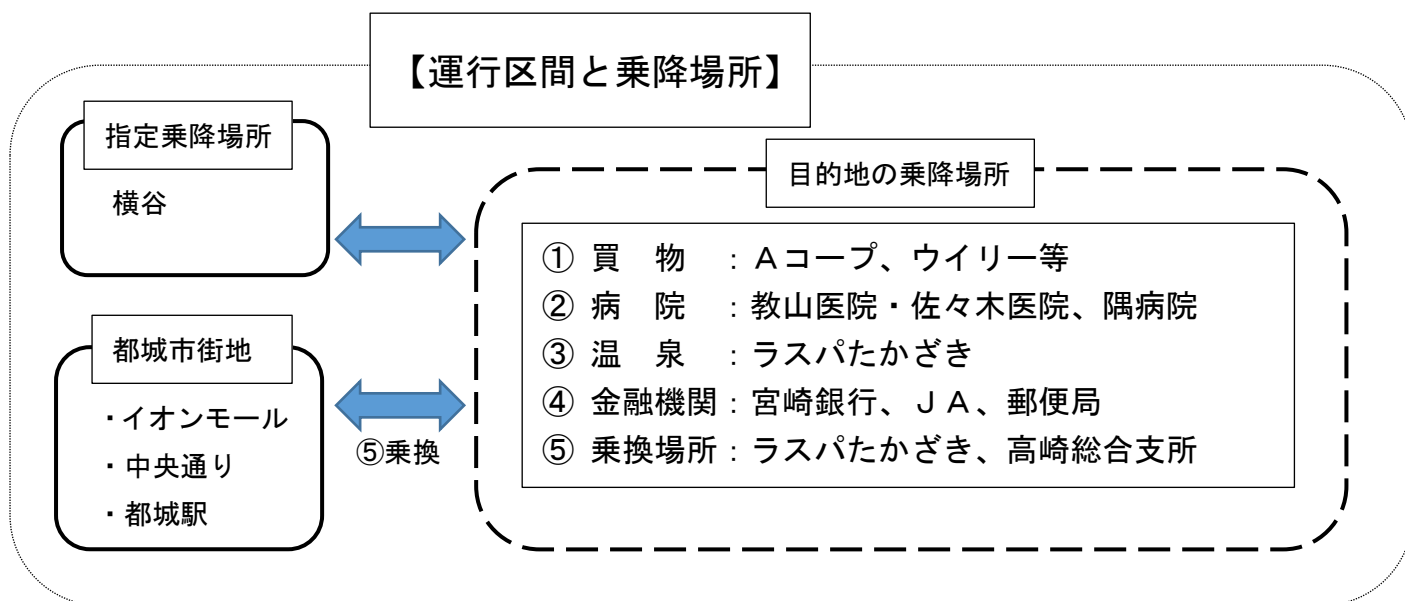 【運行区間と乗降場所】
指定乗降場所
横谷
都城市街地
・イオンモール
・中央通り
・都城駅
⑤乗換
目的地の乗降場所
① 買　物　：Ａコープ、ウイリー等
② 病　院　：教山医院・佐々木医院、隅病院
③ 温　泉　：ラスパたかざき
④ 金融機関：宮崎銀行、ＪＡ、郵便局
⑤ 乗換場所：ラスパたかざき、高崎総合支所